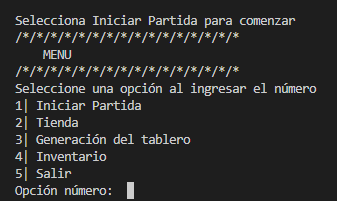 Selecciona Iniciar Partida para comenzar
/*/*/*/*/*/*/*/*/*/*/*/*/*/*/*/*
MENU
/*/*/*/*/*/*/*/*/*/*/*/*/*/*/*/*
Seleccione una opción al ingresar el número
1| Iniciar Partida
2| Tienda
3| Generación del tablero
4| Inventario
5| Salir
Opción número: